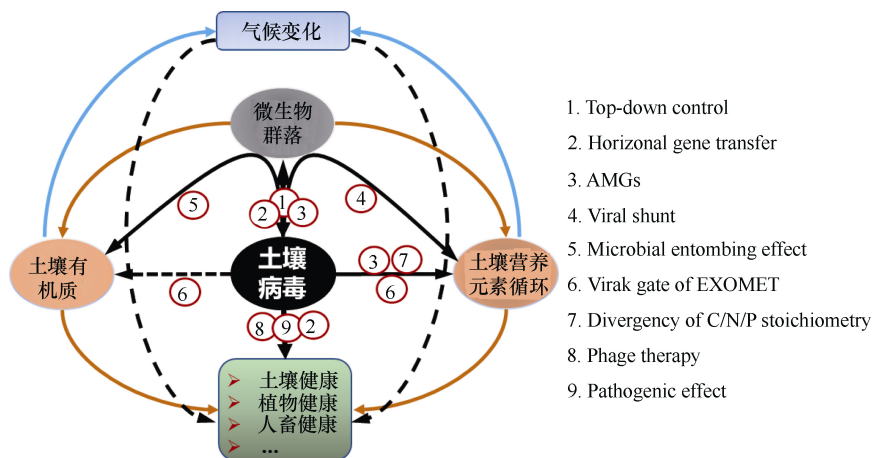 气候变化
微生物
群落
5
1
2
3
4
土壤有
机质
土壤
病毒
土壤营养
元素循环
6
3
7
6
8
9
2
土壤健康
植物健康
人畜健康
...
1. Top-down control
2. Horizonal gene transfer
3. AMGs
4. Viral shunt
5. Microbial entombing effect
6. Virak gate of EXOMET
7. Divergency of C/N/P stoichiometry
8. Phage therapy
9. Pathogenic effect